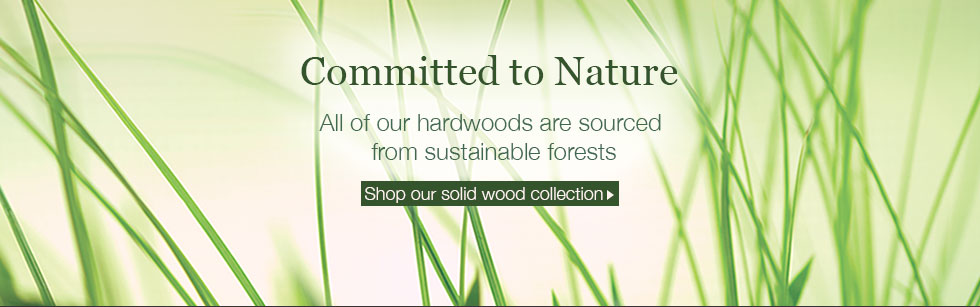 Committed to Nature
All of our hardwoods are sourced
from sustainable forests
Shop our solid wood collection